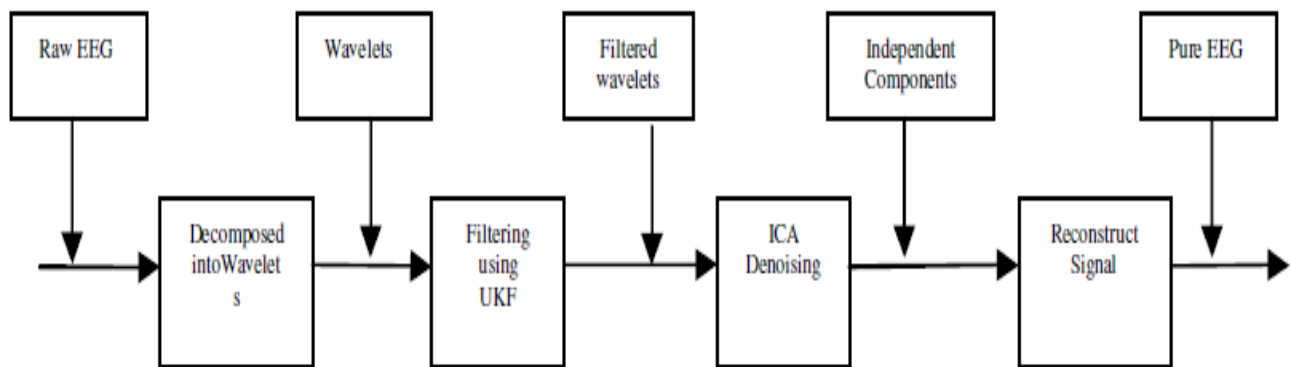 Raw EEG
Wavelets
Filtered
wavelets
Independent
Components
Pure EEG
Decomposed
intoWavelet
s
Filtering
using
UKF
ICA
Denoising
Reconstruct
Signal